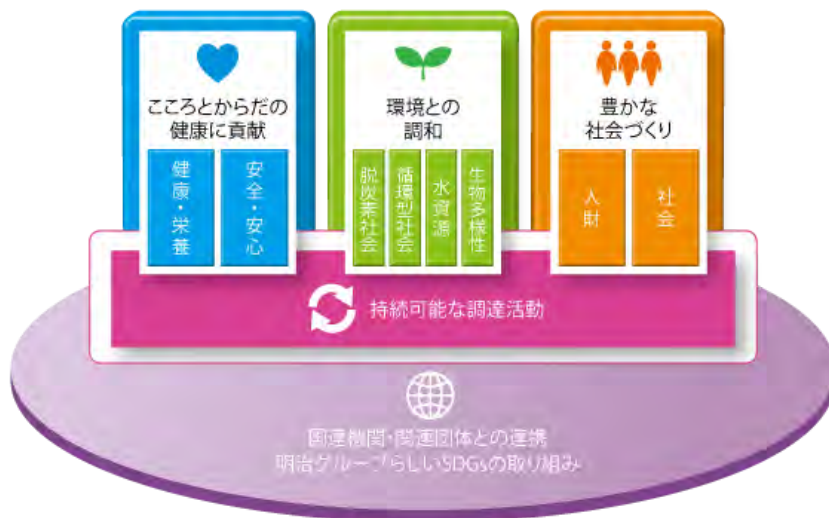 こころとからだの
健康に貢献
健康・栄養
安全・安心
環境との
調和
脱炭素社会
循環型社会
水資源
生物多様性
豊かな
社会づくり
人財
社会
持続可能な調達活動
国連機関・関連団体との連携
明治グループらしいSDGsの取り組み